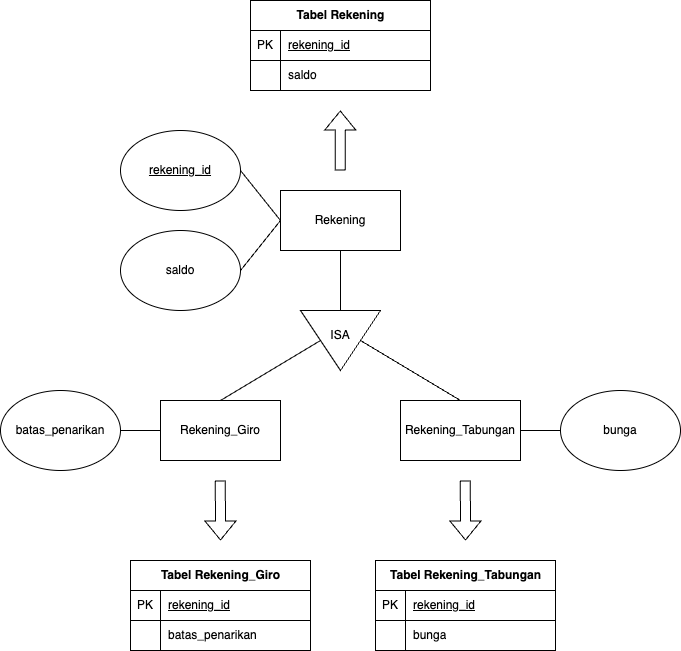 Tabel Rekening
PK rekening_id
saldo
rekening_id
Rekening
saldo
ISA
batas_penarikan
Rekening_Giro
Rekening_Tabungan
bunga
Tabel Rekening_Giro
PK rekening_id
batas_penarikan
Tabel Rekening_Tabungan
PK rekening_id
bunga